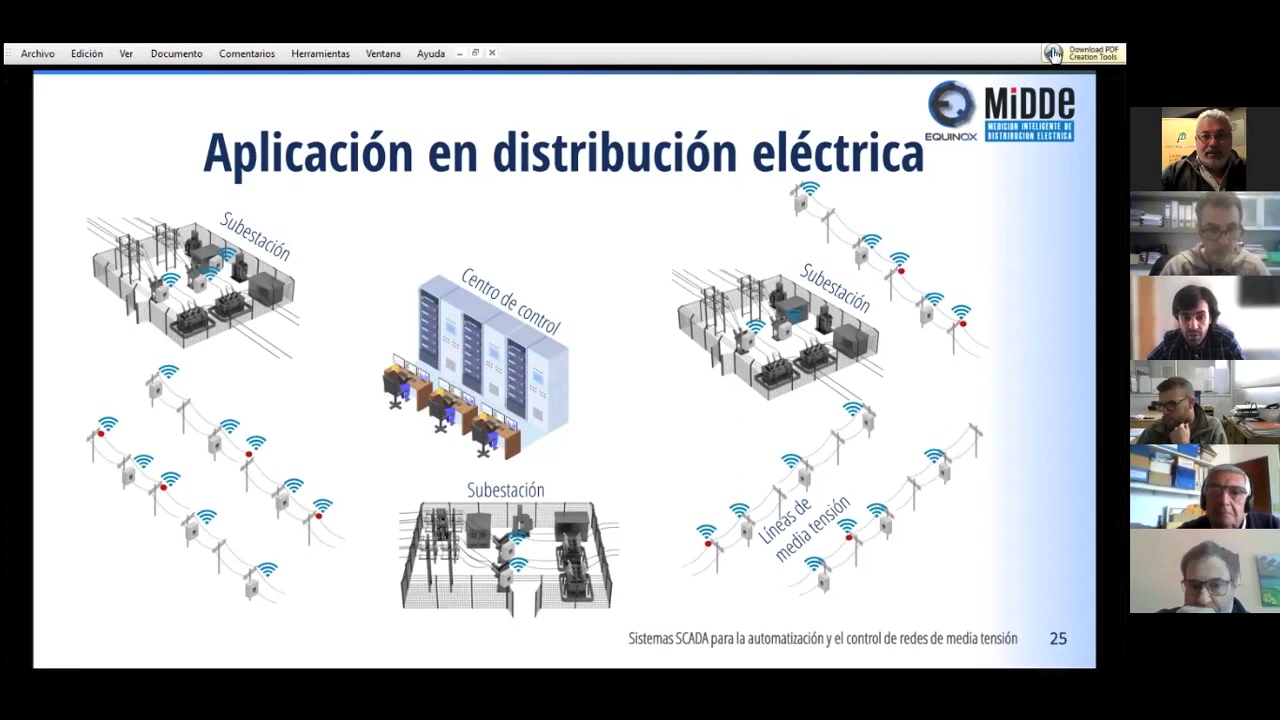 Archivo Edición Ver Documento Comentarios Herramientas Ventana Ayuda
Download PDF
Creation Tools
EQUINOX
MiDDE
MEDICION INTELIGENTE DE
DISTRIBUCION ELECTRICA
Aplicación en distribución eléctrica
Subestación
Centro de control
Subestación
Subestación
Líneas de
media tensión
Sistemas SCADA para la automatización y el control de redes de media tensión
25